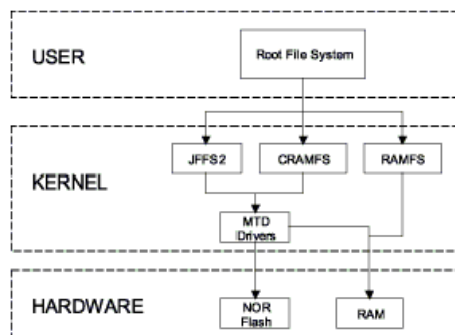 USER
Root File System
JFFS2
CRAMFS
RAMFS
KERNEL
MTD
Drivers
HARDWARE
NOR
Flash
RAM